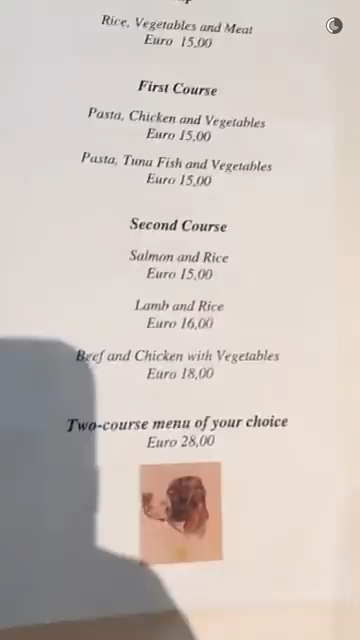 Rice, Vegetables and Meat
Euro 15,00
First Course
Pasta, Chicken and Vegetables
Euro 15,00
Pasta, Tuna Fish and Vegetables
Euro 15,00
Second Course
Salmon and Rice
Euro 15,00
Lamb and Rice
Euro 16,00
Beef and Chicken with Vegetables
Euro 18,00
Two-course menu of your choice
Euro 28,00